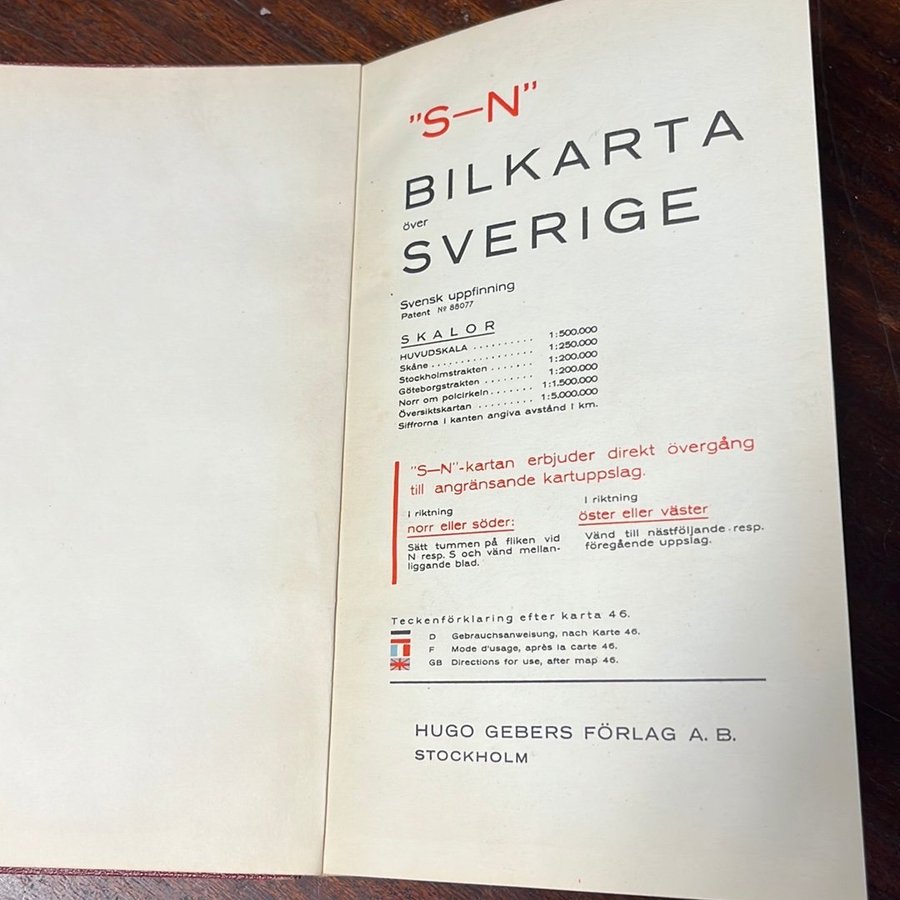 "S—N"
BILKARTA
över
SVERIGE
Svensk uppfinning
Patent Nº 88077
SKALOR
HUVUDSKALA .......... 1:500.000
Skåne .............. 1:250.000
Stockholmstrakten ....... 1:200.000
Göteborgstrakten ....... 1:200.000
Norr om polcirkeln ....... 1:1.500.000
Översiktskartan ......... 1:5.000.000
Siffrorna i kanten angiva avstånd i km.
"S—N"-kartan erbjuder direkt övergång
till angränsande kartuppslag.
I riktning
norr eller söder:
Sätt tummen på fliken vid
N resp. S och vänd mellan-
liggande blad.
I riktning
öster eller väster
Vänd till nästföljande resp.
föregående uppslag.
Teckenförklaring efter karta 46.
D Gebrauchsanweisung, nach Karte 46.
F Mode d'usage, après la carte 46.
GB Directions for use, after map 46.
HUGO GEBERS FÖRLAG A. B.
STOCKHOLM